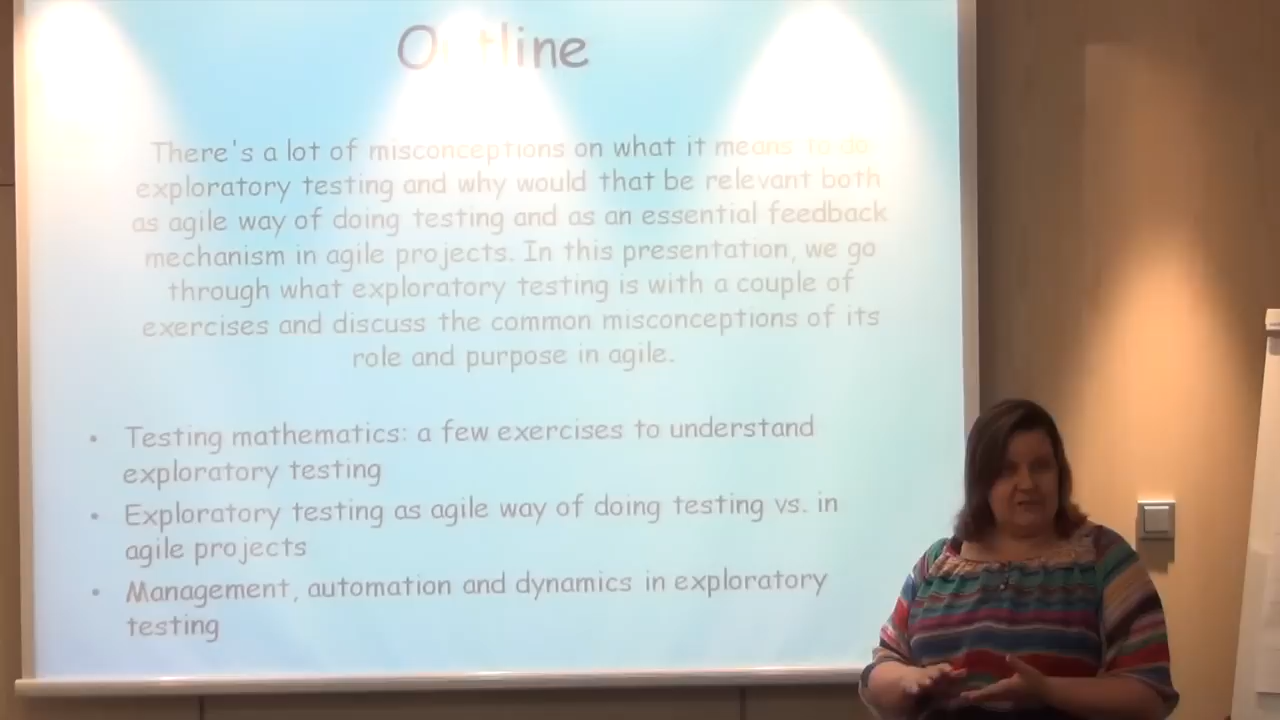 Outline
There's a lot of misconceptions on what it means to do
exploratory testing and why would that be relevant both
as agile way of doing testing and as an essential feedback
mechanism in agile projects. In this presentation, we go
through what exploratory testing is with a couple of
exercises and discuss the common misconceptions of its
role and purpose in agile.
• Testing mathematics: a few exercises to understand
exploratory testing
• Exploratory testing as agile way of doing testing vs. in
agile projects
• Management, automation and dynamics in exploratory
testing